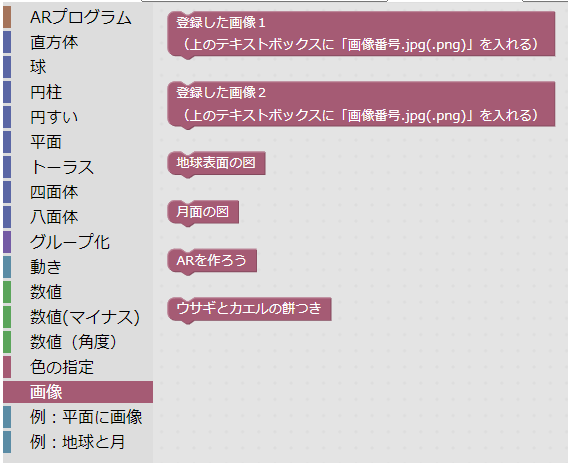 ARプログラム
直方体
球
円柱
円すい
平面
トーラス
四面体
八面体
グループ化
動き
数値
数値(マイナス)
数値（角度）
色の指定
画像
例：平面に画像
例：地球と月
登録した画像１
（上のテキストボックスに「画像番号.jpg(.png)」を入れる）
登録した画像２
（上のテキストボックスに「画像番号.jpg(.png)」を入れる）
地球表面の図
月面の図
ARを作ろう
ウサギとカエルの餅つき